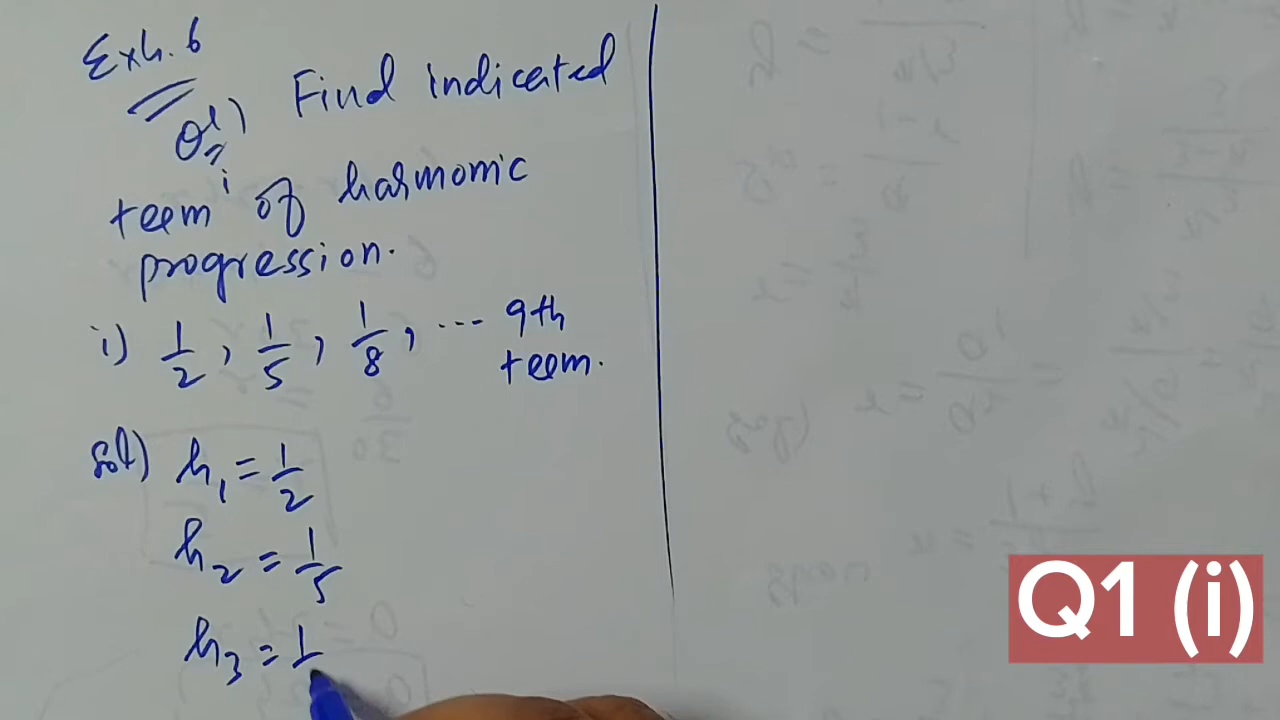 Exh. 6
Q1) Find indicated
term of harmonic
progression.
i) 1/2, 1/5, 1/8, ... 9th
term.
Sol) h₁ = 1/2
h₂ = 1/5
h₃ = 1/
Q1 (i)